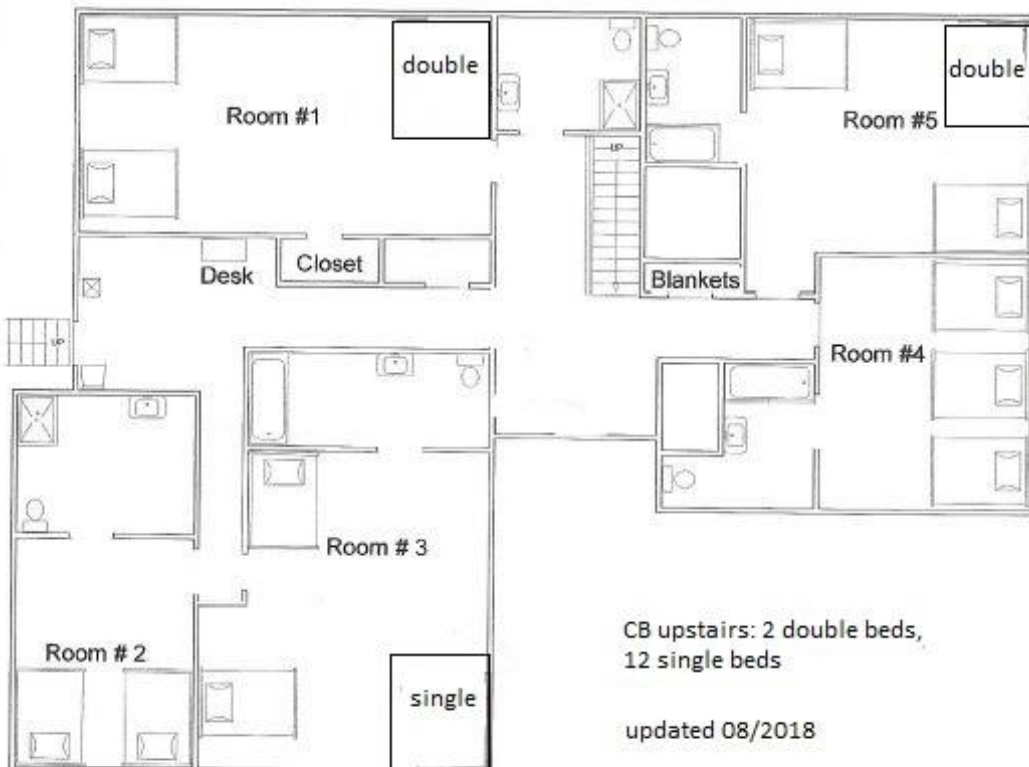 double
double
Room #1
Room #5
UP
Desk
Closet
Blankets
UP
Room #4
Room # 3
Room # 2
single
CB upstairs: 2 double beds,
12 single beds
updated 08/2018